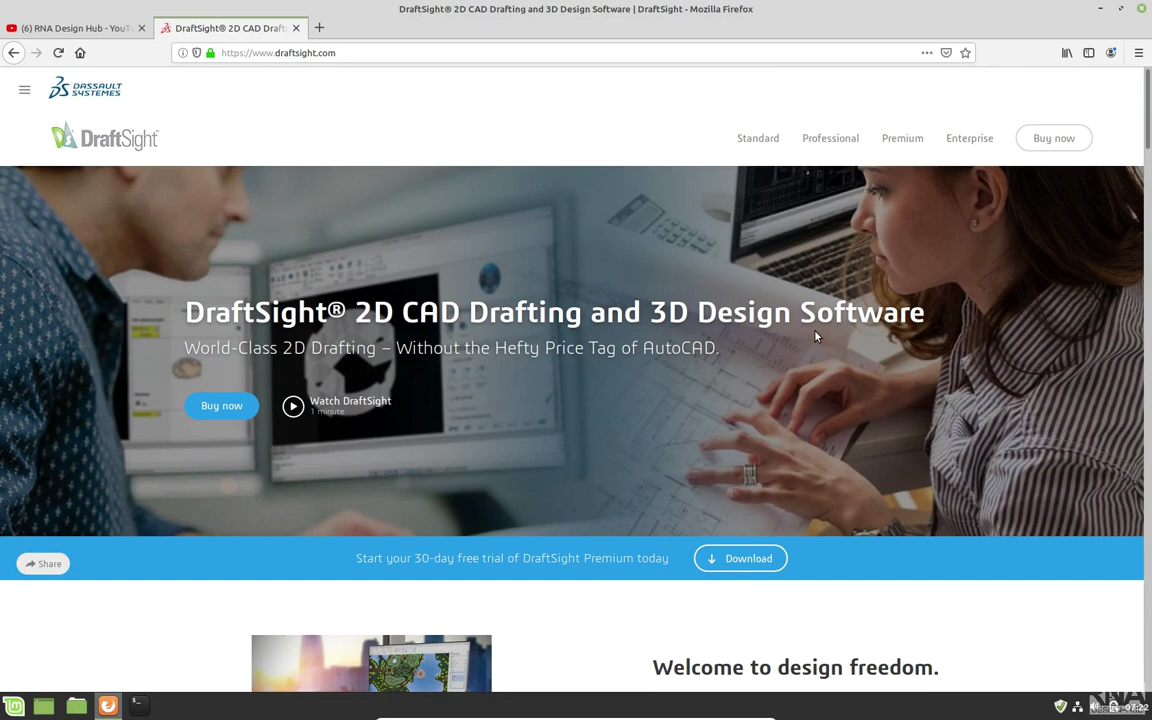 DraftSight® 2D CAD Drafting and 3D Design Software | DraftSight - Mozilla Firefox
(6) RNA Design Hub - YouT
DraftSight® 2D CAD Draft
https://www.draftsight.com
DASSAULT
SYSTEMES
DraftSight
Standard
Professional
Premium
Enterprise
Buy now
DraftSight® 2D CAD Drafting and 3D Design Software
World-Class 2D Drafting – Without the Hefty Price Tag of AutoCAD.
Buy now
Watch DraftSight
1 minute
Share
Start your 30-day free trial of DraftSight Premium today
Download
Welcome to design freedom.
07:22